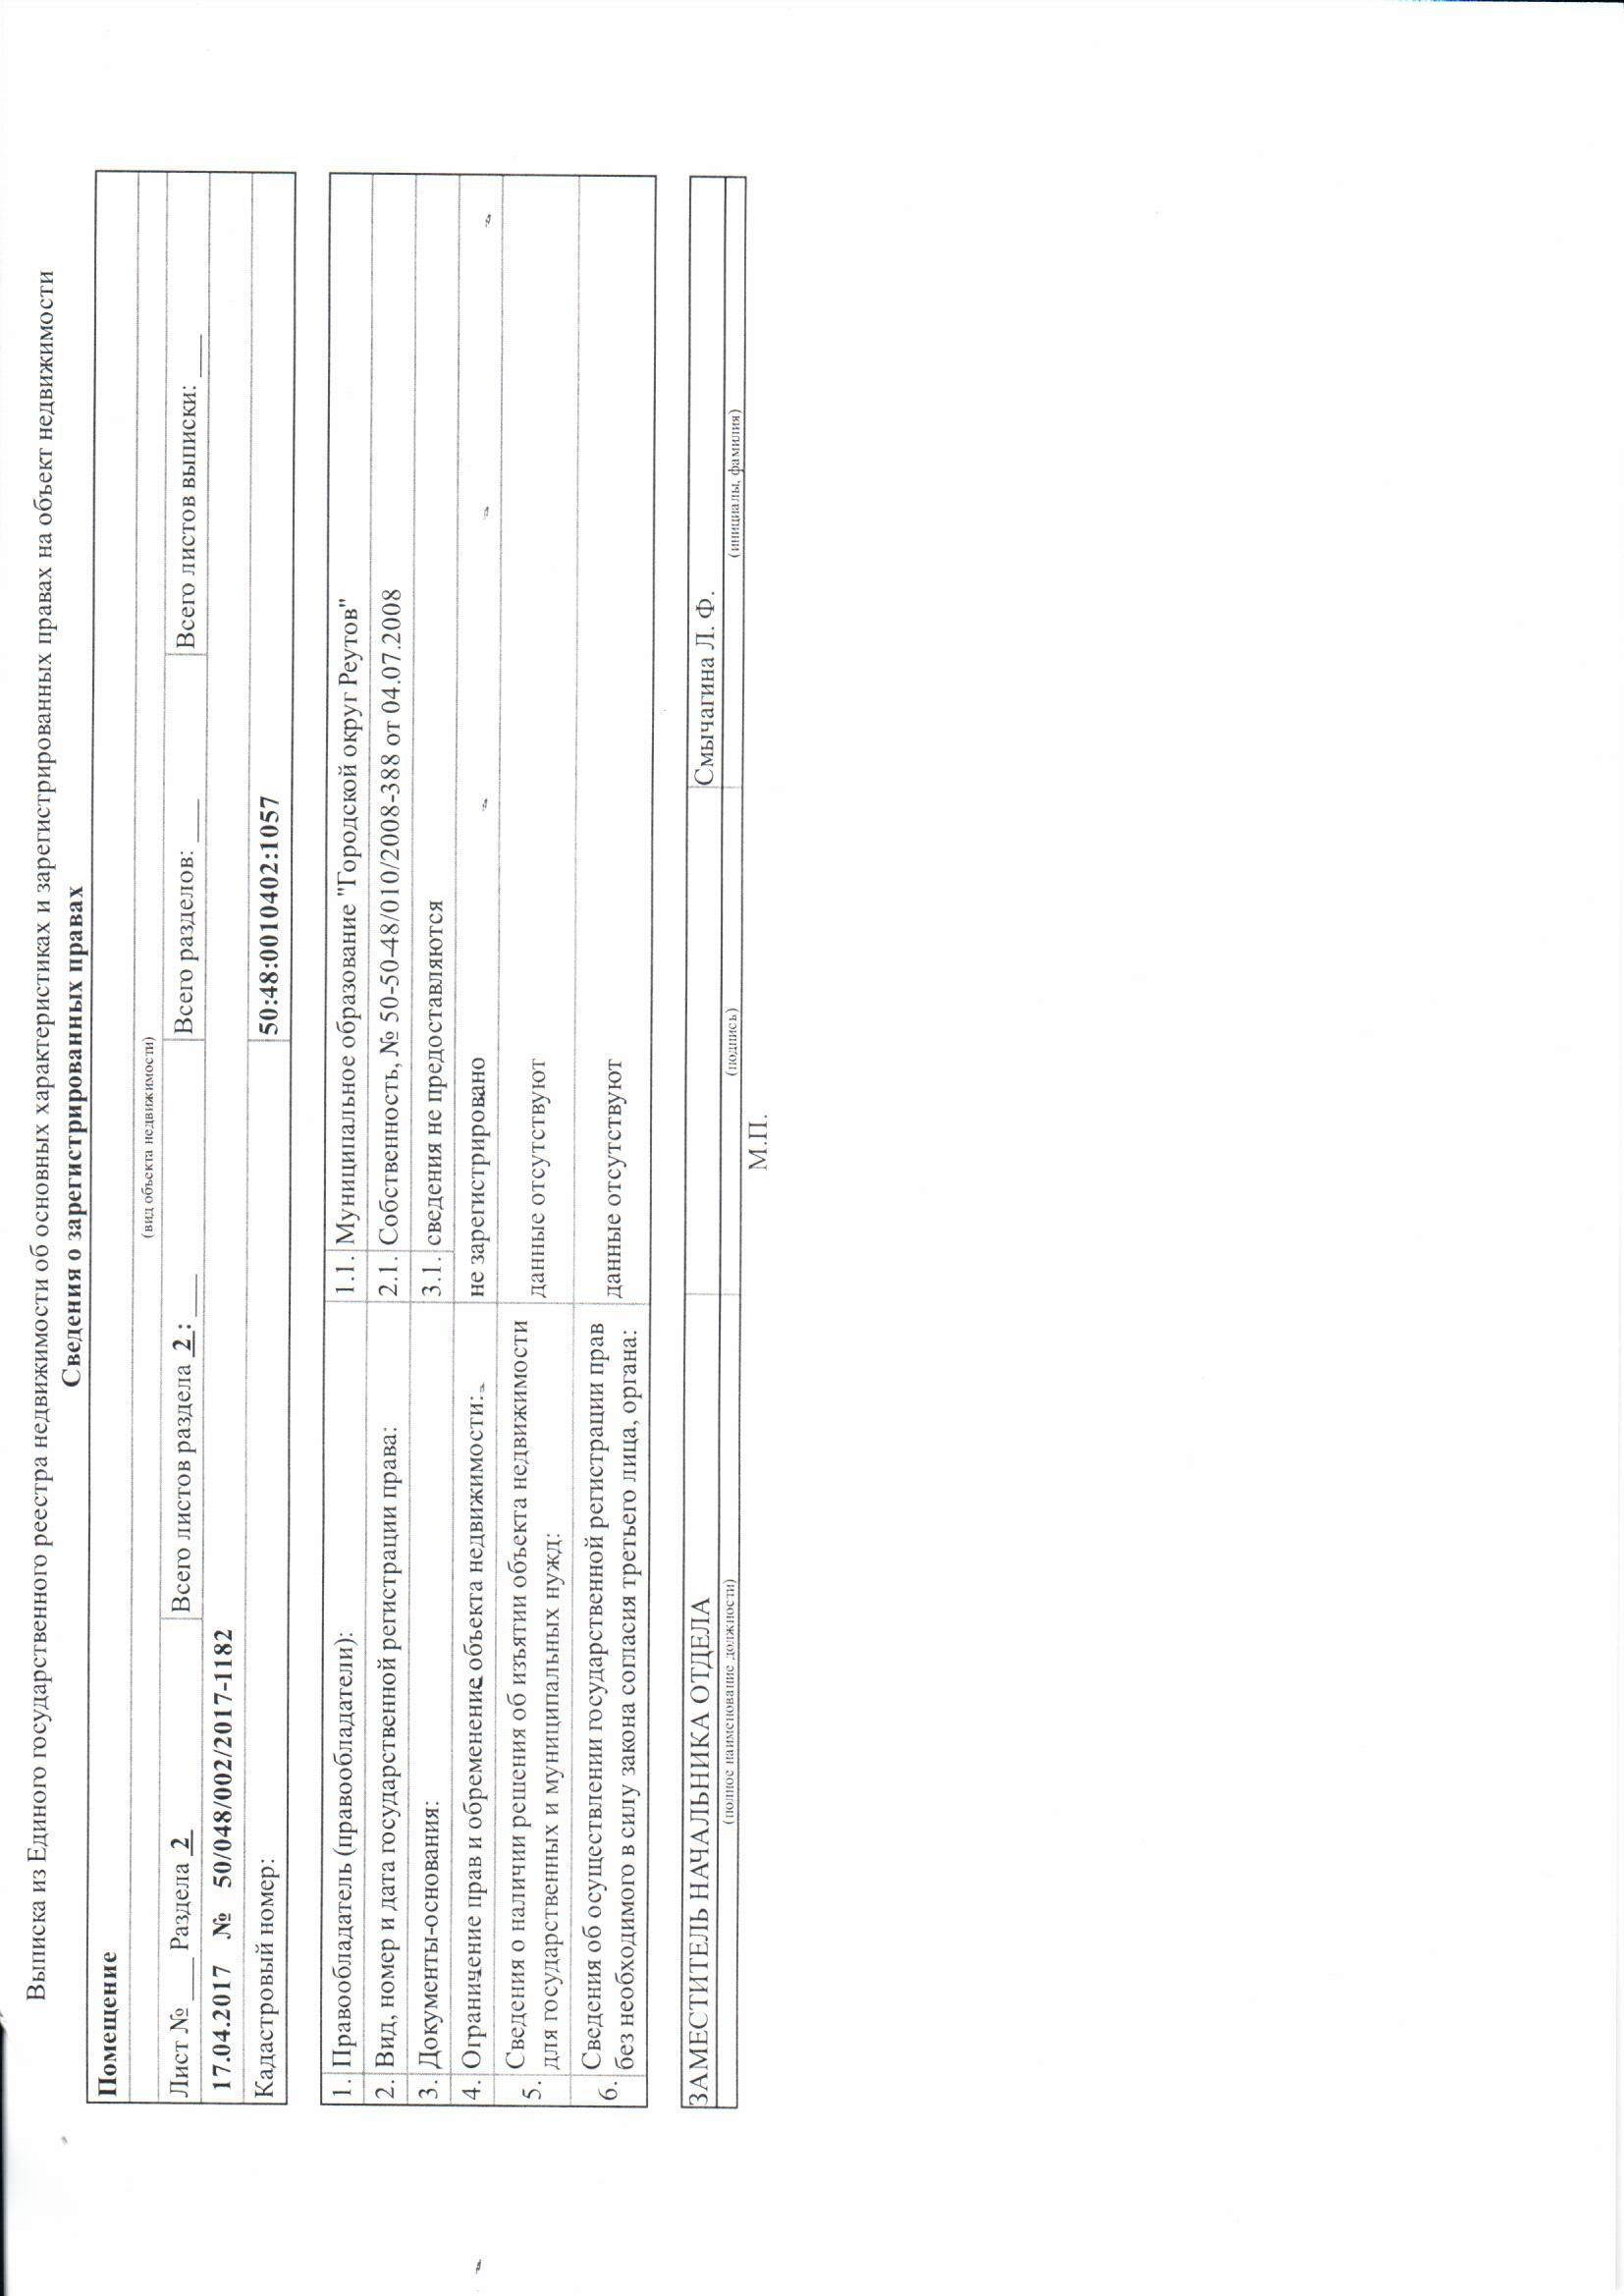 Выписка из Единого государственного реестра недвижимости об основных характеристиках и зарегистрированных правах на объект недвижимости
Сведения о зарегистрированных правах
Помещение
(вид объекта недвижимости)
Лист № ___ Раздела 2 Всего листов раздела 2 : ___ Всего разделов: ___ Всего листов выписки: ___
17.04.2017 № 50/048/002/2017-1182
Кадастровый номер: 50:48:0010402:1057
1. Правообладатель (правообладатели): 1.1. Муниципальное образование "Городской округ Реутов"
2. Вид, номер и дата государственной регистрации права: 2.1. Собственность, № 50-50-48/010/2008-388 от 04.07.2008
3. Документы-основания: 3.1. сведения не предоставляются
4. Ограничение прав и обременение объекта недвижимости: не зарегистрировано
5. Сведения о наличии решения об изъятии объекта недвижимости
для государственных и муниципальных нужд: данные отсутствуют
6. Сведения об осуществлении государственной регистрации прав
без необходимого в силу закона согласия третьего лица, органа: данные отсутствуют
ЗАМЕСТИТЕЛЬ НАЧАЛЬНИКА ОТДЕЛА Смычагина Л. Ф.
(полное наименование должности) (подпись) (инициалы, фамилия)
М.П.